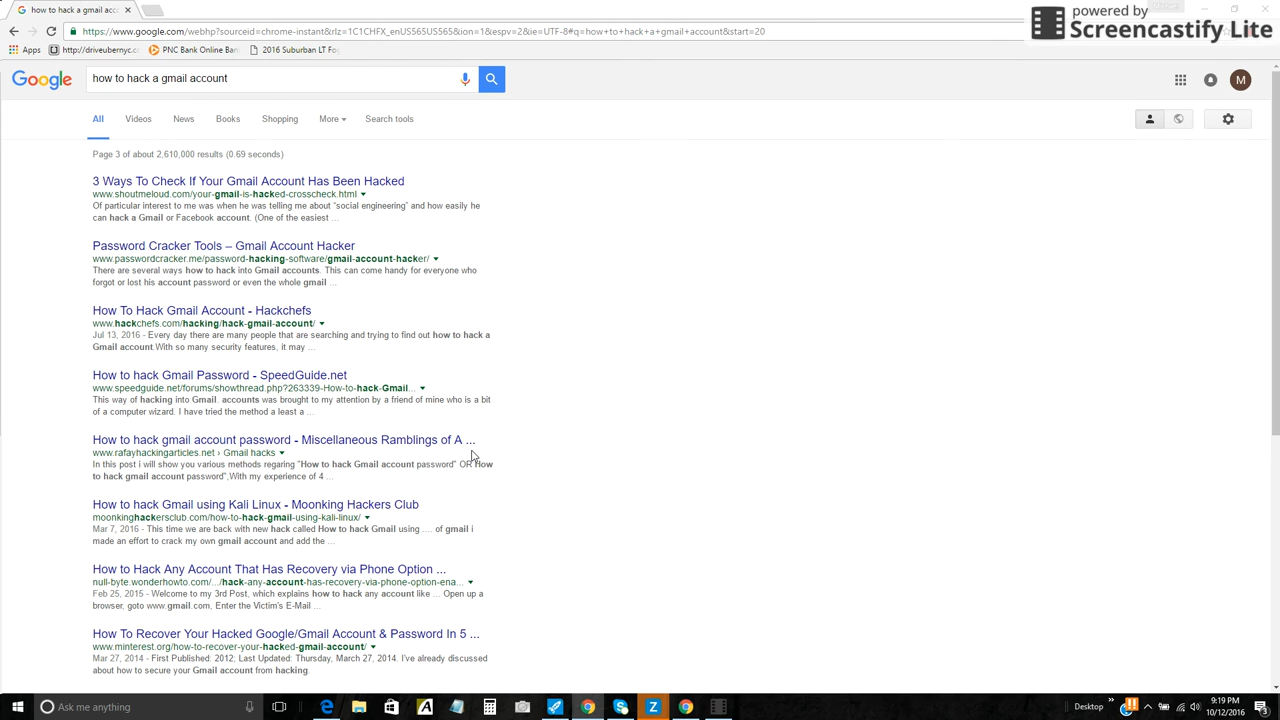 how to hack a gmail acco
powered by
Screencastify Lite
https://www.google.com/webhp?sourceid=chrome-instant&rlz=1C1CHFX_enUS565US565&ion=1&espv=2&ie=UTF-8#q=how+to+hack+a+gmail+account&start=20
Apps http://driveubernyc.c PNC Bank Online Ban 2016 Suburban LT Fo
Google how to hack a gmail account M
All Videos News Books Shopping More Search tools
Page 3 of about 2,610,000 results (0.69 seconds)
3 Ways To Check If Your Gmail Account Has Been Hacked
www.shoutmeloud.com/your-gmail-is-hacked-crosscheck.html
Of particular interest to me was when he was telling me about "social engineering" and how easily he
can hack a Gmail or Facebook account. (One of the easiest ...
Password Cracker Tools – Gmail Account Hacker
www.passwordcracker.me/password-hacking-software/gmail-account-hacker/
There are several ways how to hack into Gmail accounts. This can come handy for everyone who
forgot or lost his account password or even the whole gmail ...
How To Hack Gmail Account - Hackchefs
www.hackchefs.com/hacking/hack-gmail-account/
Jul 13, 2016 - Every day there are many people that are searching and trying to find out how to hack a
Gmail account.With so many security features, it may ...
How to hack Gmail Password - SpeedGuide.net
www.speedguide.net/forums/showthread.php?263339-How-to-hack-Gmail...
This way of hacking into Gmail. accounts was brought to my attention by a friend of mine who is a bit
of a computer wizard. I have tried the method a least a ...
How to hack gmail account password - Miscellaneous Ramblings of A ...
www.rafayhackingarticles.net › Gmail hacks
In this post i will show you various methods regaring "How to hack Gmail account password" OR How
to hack gmail account password",With my experience of 4 ...
How to hack Gmail using Kali Linux - Moonking Hackers Club
moonkinghackersclub.com/how-to-hack-gmail-using-kali-linux/
Mar 7, 2016 - This time we are back with new hack called How to hack Gmail using .... of gmail i
made an effort to crack my own gmail account and add the ...
How to Hack Any Account That Has Recovery via Phone Option ...
null-byte.wonderhowto.com/.../hack-any-account-has-recovery-via-phone-option-ena...
Feb 25, 2015 - Welcome to my 3rd Post, which explains how to hack any account like ... Open up a
browser, goto www.gmail.com, Enter the Victim's E-Mail ...
How To Recover Your Hacked Google/Gmail Account & Password In 5 ...
www.minterest.org/how-to-recover-your-hacked-gmail-account/
Mar 27, 2014 - First Published: 2012; Last Updated: Thursday, March 27, 2014. I've already discussed
about how to secure your Gmail account from hacking.
Ask me anything
Desktop
9:19 PM
10/12/2016
3